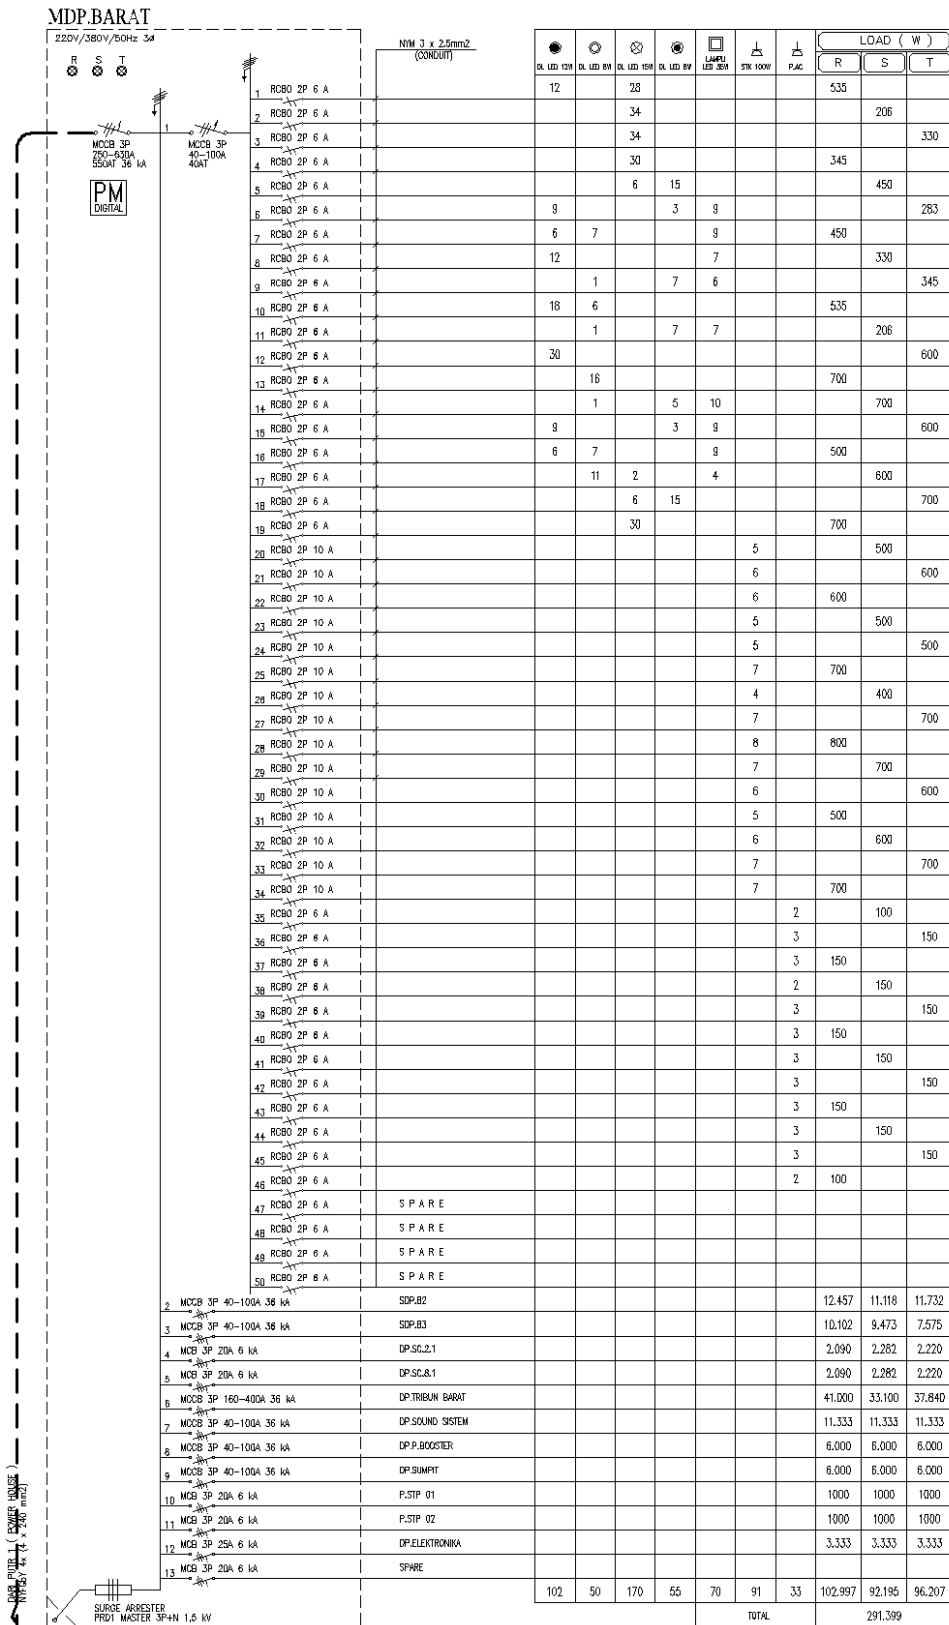 MDP.BARAT
220V/380V/50Hz 3ø
R S T
NYM 3 x 2.5mm2
(CONDUIT)
LOAD ( W )
DL LED 12W DL LED 8W DL LED 15W DL LED 8W LAMPU LED 36W STK 100W P.AC R S T
MCCB 3P
250-630A
550AT 36 kA
1
MCCB 3P
40-100A
40AT
PM
DIGITAL
1 RCBO 2P 6 A 12 28 535
2 RCBO 2P 6 A 34 206
3 RCBO 2P 6 A 34 330
4 RCBO 2P 6 A 30 345
5 RCBO 2P 6 A 6 15 450
6 RCBO 2P 6 A 9 3 9 283
7 RCBO 2P 6 A 6 7 9 450
8 RCBO 2P 6 A 12 7 330
9 RCBO 2P 6 A 1 7 6 345
10 RCBO 2P 6 A 18 6 535
11 RCBO 2P 6 A 1 7 7 206
12 RCBO 2P 6 A 30 600
13 RCBO 2P 6 A 16 700
14 RCBO 2P 6 A 1 5 10 700
15 RCBO 2P 6 A 9 3 9 600
16 RCBO 2P 6 A 6 7 9 500
17 RCBO 2P 6 A 11 2 4 600
18 RCBO 2P 6 A 6 15 700
19 RCBO 2P 6 A 30 700
20 RCBO 2P 10 A 5 500
21 RCBO 2P 10 A 6 600
22 RCBO 2P 10 A 6 600
23 RCBO 2P 10 A 5 500
24 RCBO 2P 10 A 5 500
25 RCBO 2P 10 A 7 700
26 RCBO 2P 10 A 4 400
27 RCBO 2P 10 A 7 700
28 RCBO 2P 10 A 8 800
29 RCBO 2P 10 A 7 700
30 RCBO 2P 10 A 6 600
31 RCBO 2P 10 A 5 500
32 RCBO 2P 10 A 6 600
33 RCBO 2P 10 A 7 700
34 RCBO 2P 10 A 7 700
35 RCBO 2P 6 A 2 100
36 RCBO 2P 6 A 3 150
37 RCBO 2P 6 A 3 150
38 RCBO 2P 6 A 2 150
39 RCBO 2P 6 A 3 150
40 RCBO 2P 6 A 3 150
41 RCBO 2P 6 A 3 150
42 RCBO 2P 6 A 3 150
43 RCBO 2P 6 A 3 150
44 RCBO 2P 6 A 3 150
45 RCBO 2P 6 A 3 150
46 RCBO 2P 6 A 2 100
47 RCBO 2P 6 A S P A R E
48 RCBO 2P 6 A S P A R E
49 RCBO 2P 6 A S P A R E
50 RCBO 2P 6 A S P A R E
2 MCCB 3P 40-100A 36 kA SDP.B2 12.457 11.118 11.732
3 MCCB 3P 40-100A 36 kA SDP.B3 10.102 9.473 7.575
4 MCB 3P 20A 6 kA DP.SC.2.1 2.090 2.282 2.220
5 MCB 3P 20A 6 kA DP.SC.8.1 2.090 2.282 2.220
6 MCCB 3P 160-400A 36 kA DP.TRIBUN BARAT 41.000 33.100 37.840
7 MCCB 3P 40-100A 36 kA DP.SOUND SISTEM 11.333 11.333 11.333
8 MCCB 3P 40-100A 36 kA DP.P.BOOSTER 6.000 6.000 6.000
9 MCCB 3P 40-100A 36 kA DP.SUMPIT 6.000 6.000 6.000
10 MCB 3P 20A 6 kA P.STP 01 1000 1000 1000
11 MCB 3P 20A 6 kA P.STP 02 1000 1000 1000
12 MCB 3P 25A 6 kA DP.ELEKTRONIKA 3.333 3.333 3.333
13 MCB 3P 20A 6 kA SPARE
102 50 170 55 70 91 33 102.997 92.195 96.207
TOTAL 291.399
SURGE ARRESTER
PRD1 MASTER 3P+N 1,5 kV
DARI PUTR 1 ( POWER HOUSE )
NYFGbY 4x (4 x 240 mm2)